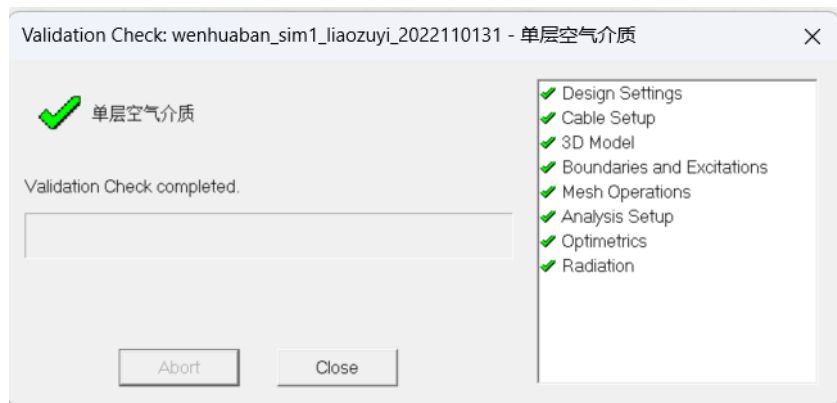 Validation Check: wenhuaban_sim1_liaozuyi_2022110131 - 单层空气介质
单层空气介质
Validation Check completed.
Abort
Close
Design Settings
Cable Setup
3D Model
Boundaries and Excitations
Mesh Operations
Analysis Setup
Optimetrics
Radiation